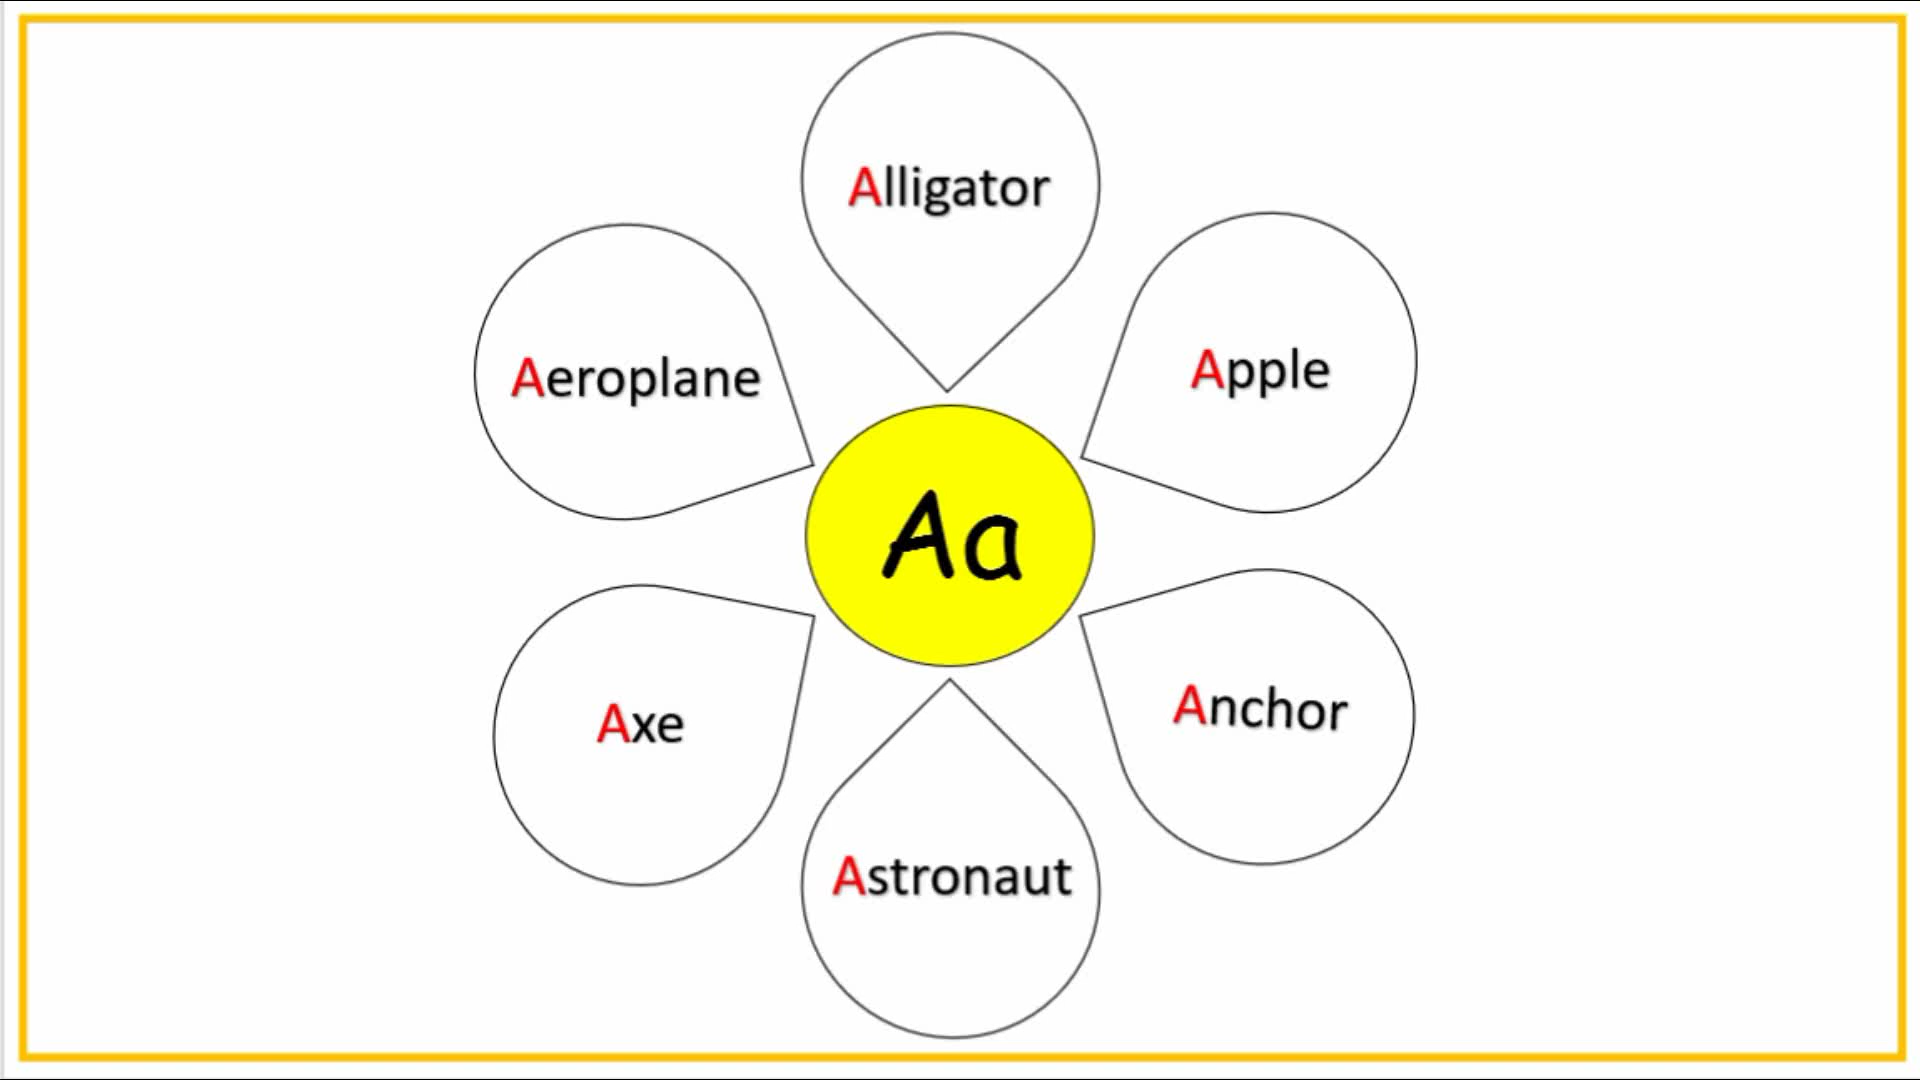 Alligator
Apple
Aeroplane
Aa
Anchor
Axe
Astronaut